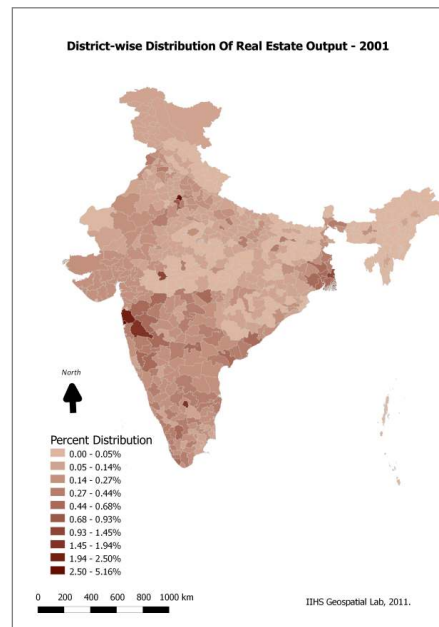 District-wise Distribution Of Real Estate Output - 2001
North
Percent Distribution
0.00 - 0.05%
0.05 - 0.14%
0.14 - 0.27%
0.27 - 0.44%
0.44 - 0.68%
0.68 - 0.93%
0.93 - 1.45%
1.45 - 1.94%
1.94 - 2.50%
2.50 - 5.16%
0 200 400 600 800 1000 km
IIHS Geospatial Lab, 2011.